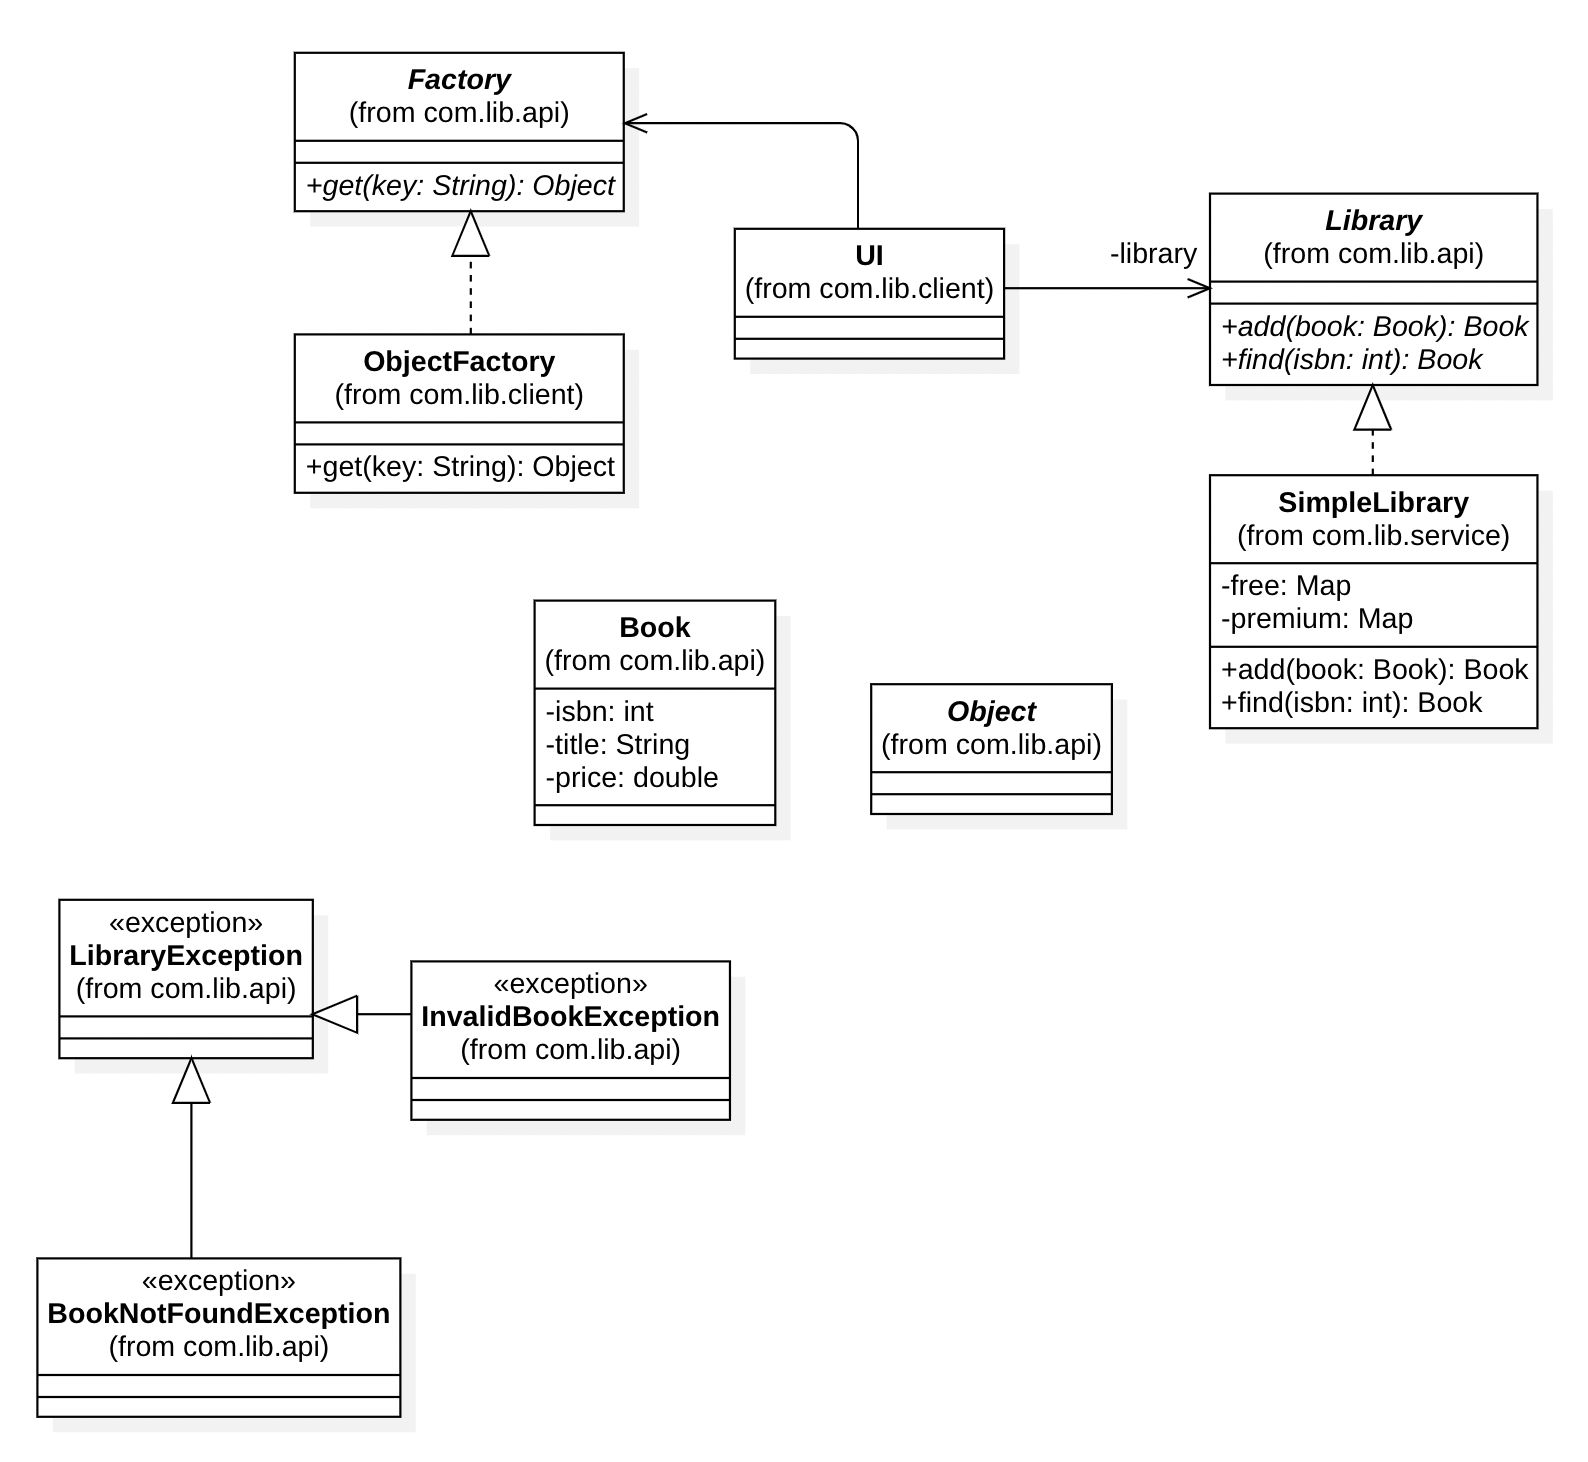 Factory
(from com.lib.api)
+get(key: String): Object
UI
(from com.lib.client)
-library
Library
(from com.lib.api)
+add(book: Book): Book
+find(isbn: int): Book
ObjectFactory
(from com.lib.client)
+get(key: String): Object
SimpleLibrary
(from com.lib.service)
-free: Map
-premium: Map
+add(book: Book): Book
+find(isbn: int): Book
Book
(from com.lib.api)
-isbn: int
-title: String
-price: double
Object
(from com.lib.api)
«exception»
LibraryException
(from com.lib.api)
«exception»
InvalidBookException
(from com.lib.api)
«exception»
BookNotFoundException
(from com.lib.api)